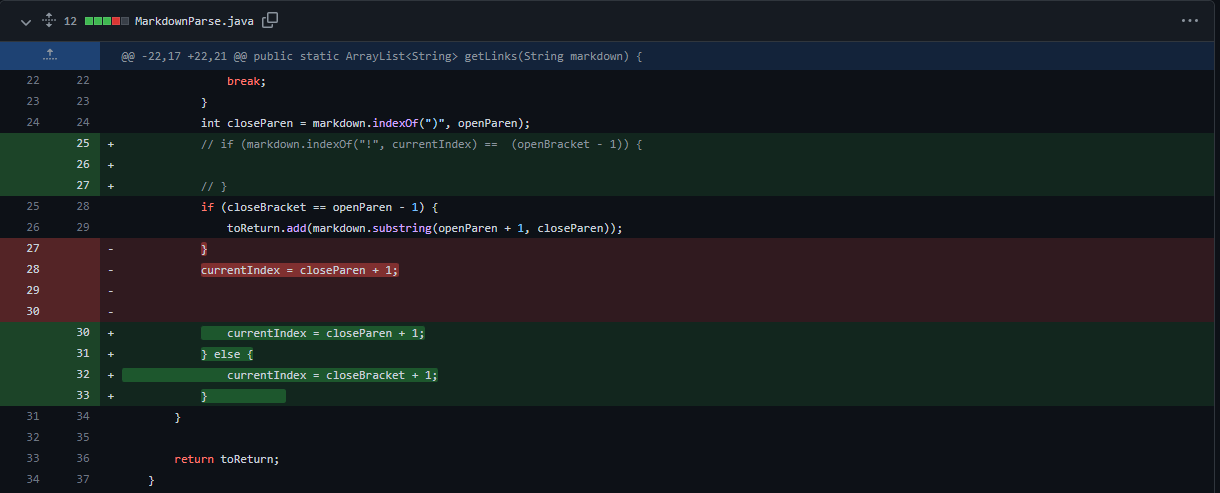 12 MarkdownParse.java
@@ -22,17 +22,21 @@ public static ArrayList<String> getLinks(String markdown) {
22 22 break;
23 23 }
24 24 int closeParen = markdown.indexOf(")", openParen);
25 + // if (markdown.indexOf("!", currentIndex) ==  (openBracket - 1)) {
26 +
27 + // }
25 28 if (closeBracket == openParen - 1) {
26 29 toReturn.add(markdown.substring(openParen + 1, closeParen));
27 - }
28 - currentIndex = closeParen + 1;
29 -
30 -
30 + currentIndex = closeParen + 1;
31 + } else {
32 + currentIndex = closeBracket + 1;
33 + }
31 34 }
32 35
33 36 return toReturn;
34 37 }